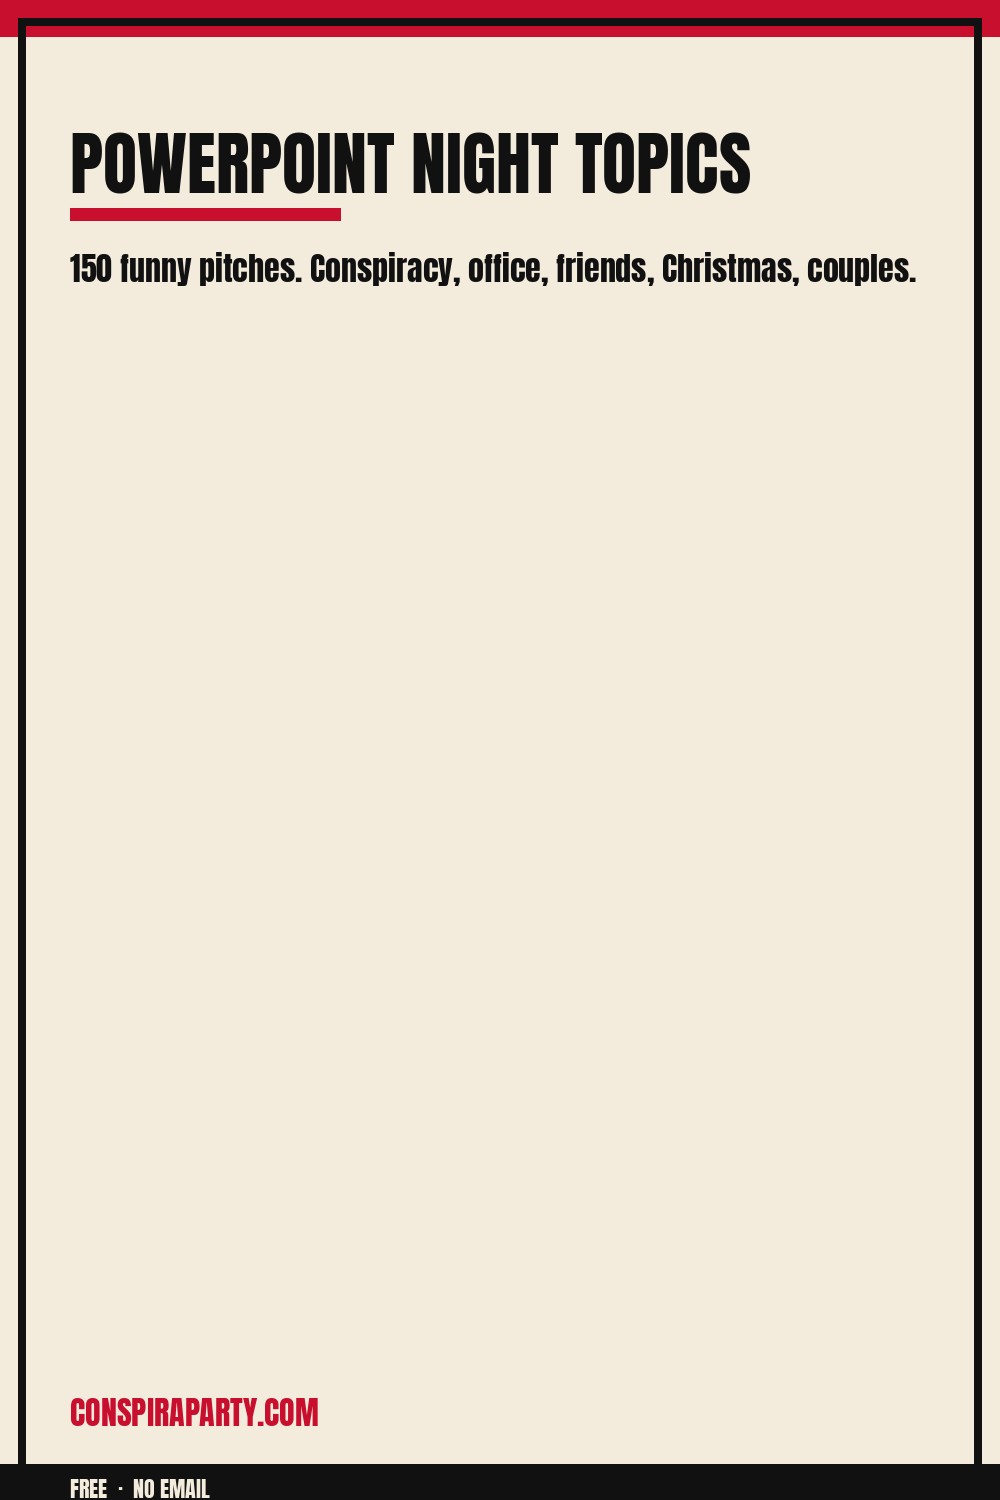 POWERPOINT NIGHT TOPICS
150 funny pitches. Conspiracy, office, friends, Christmas, couples.
CONSPIRAPARTY.COM
FREE · NO EMAIL